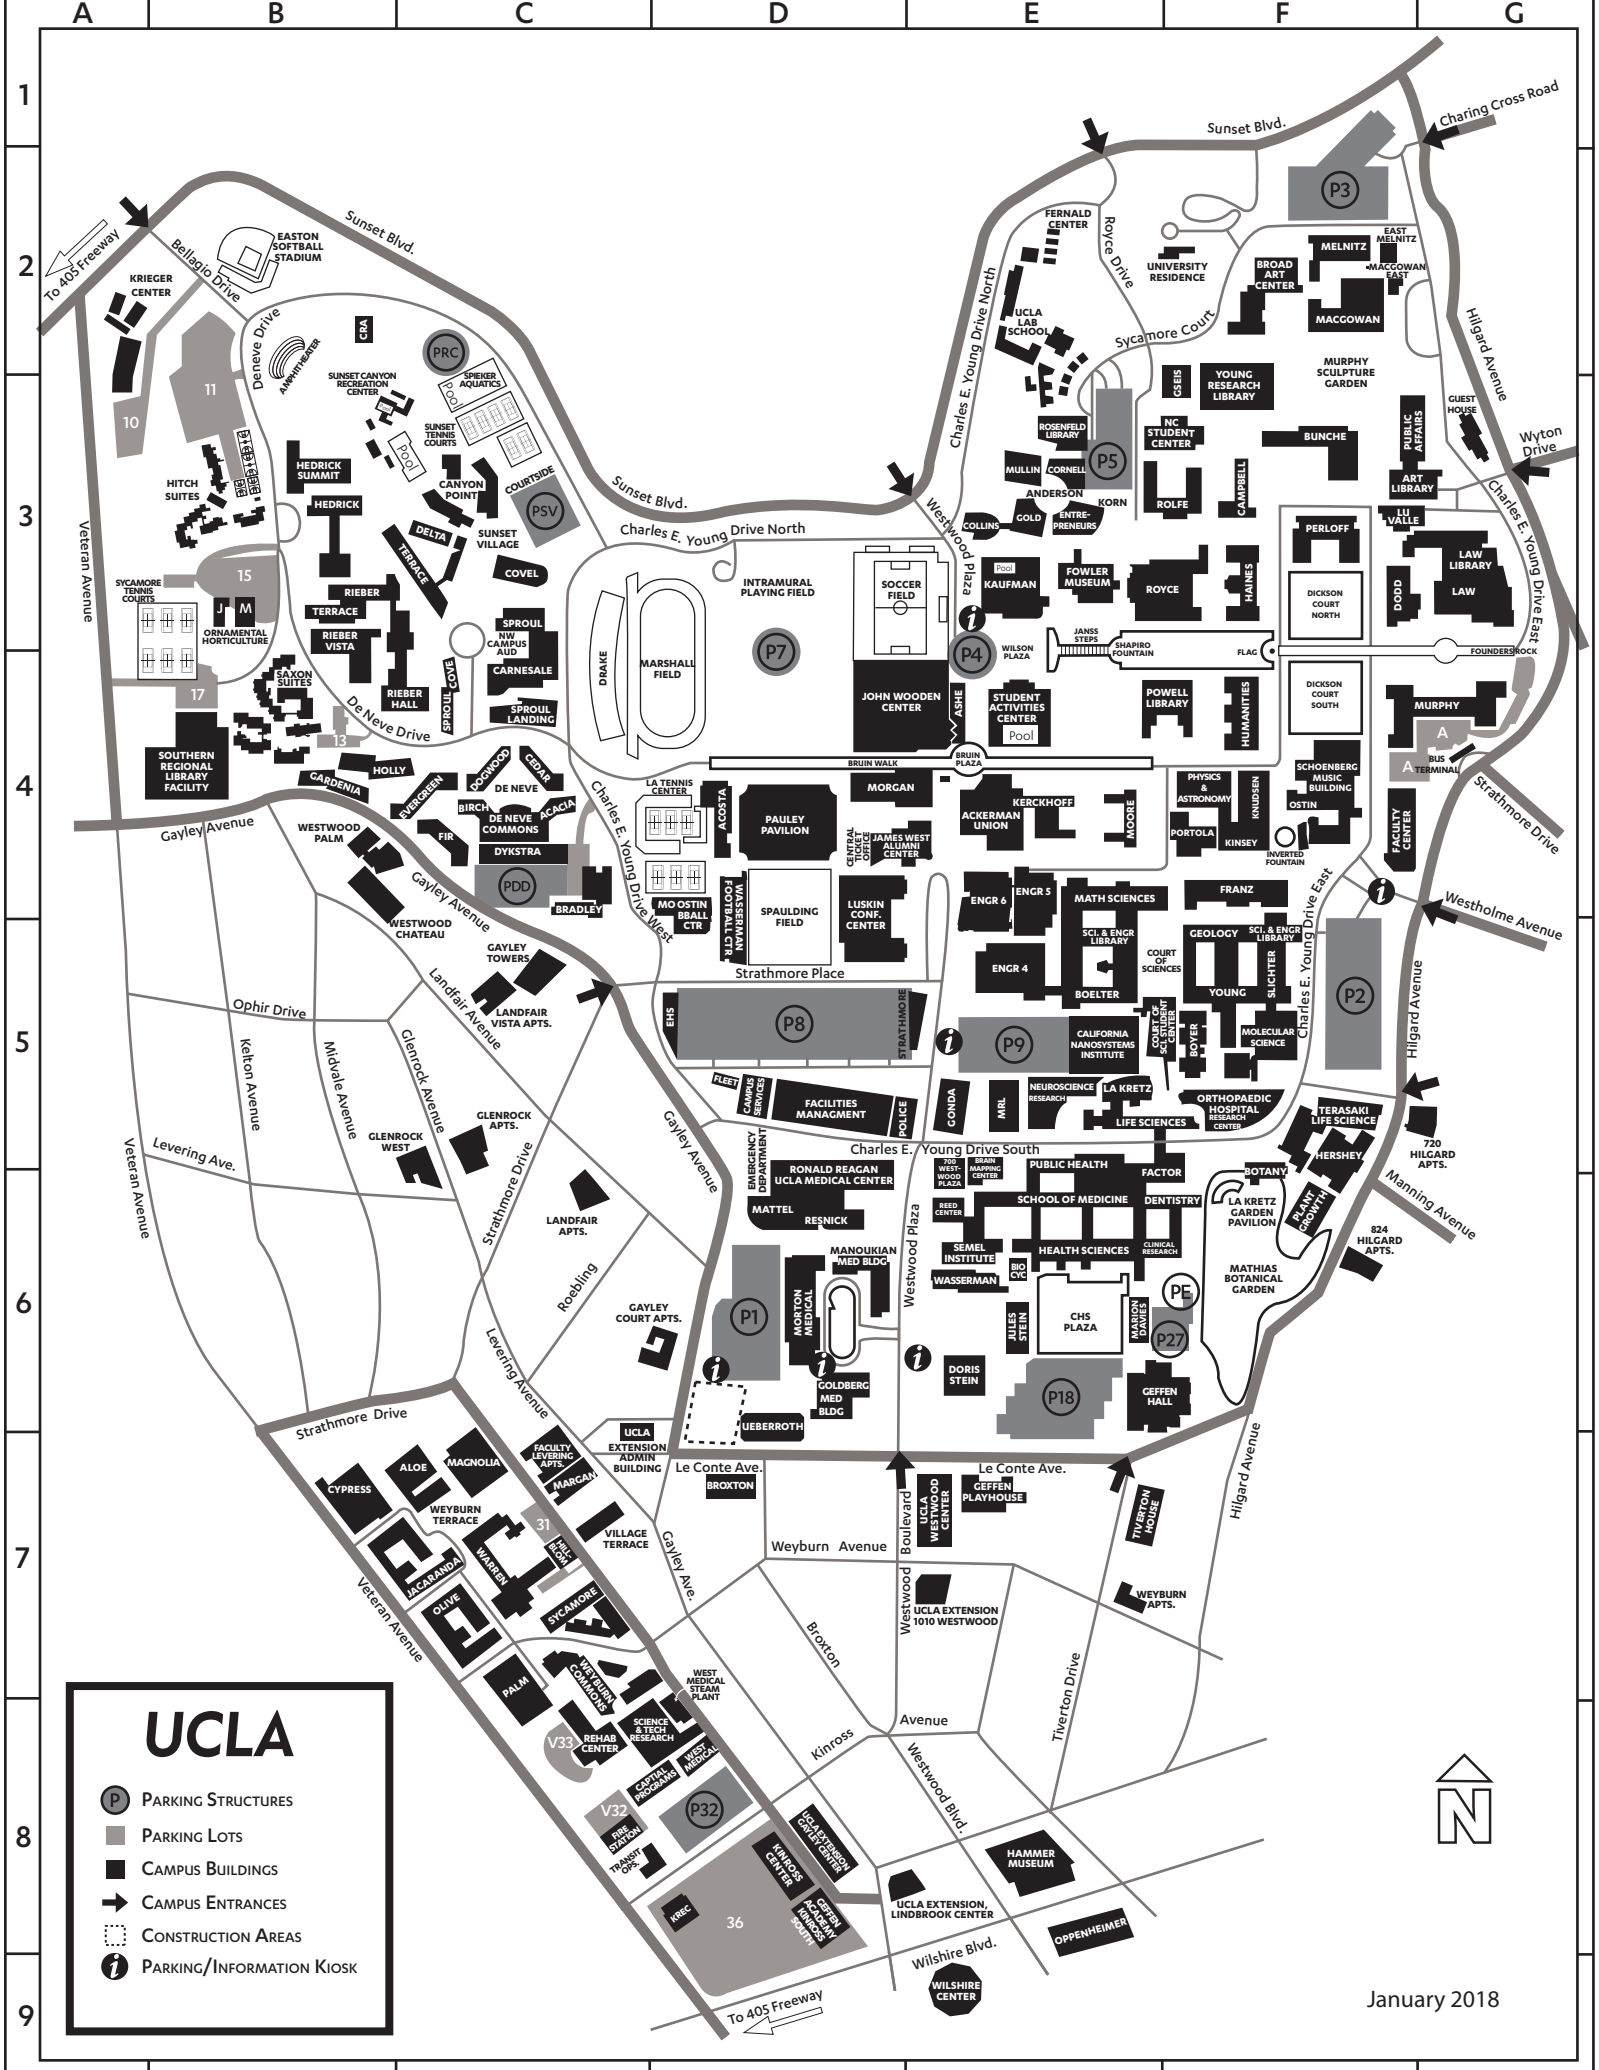 A
B
C
D
E
F
G
1
2
3
4
5
6
7
8
9
Sunset Blvd.
Charing Cross Road
P3
To 405 Freeway
Bellagio Drive
EASTON
SOFTBALL
STADIUM
Sunset Blvd.
KRIEGER
CENTER
FERNALD
CENTER
Royce Drive
UNIVERSITY
RESIDENCE
BROAD
ART
CENTER
MELNITZ
EAST
MELNITZ
MACGOWAN
EAST
MACGOWAN
Hilgard Avenue
Deneve Drive
AMPHITHEATER
CRA
PRC
UCLA
LAB
SCHOOL
Charles E. Young Drive North
Sycamore Court
MURPHY
SCULPTURE
GARDEN
10
11
SUNSET CANYON
RECREATION
CENTER
Pool
SPIEKER
AQUATICS
Pool
SUNSET
TENNIS
COURTS
Pool
GSEIS
YOUNG
RESEARCH
LIBRARY
GUEST
HOUSE
PUBLIC
AFFAIRS
Wyton
Drive
ROSENFELD
LIBRARY
P5
NC
STUDENT
CENTER
BUNCHE
HEDRICK
SUMMIT
HITCH
SUITES
HEDRICK
CANYON
POINT
COURTSIDE
PSV
MULLIN
CORNELL
ANDERSON
KORN
COLLINS
GOLD
ENTRE-
PRENEURS
ROLFE
CAMPBELL
ART
LIBRARY
LU
VALLE
Charles E. Young Drive East
Sunset Blvd.
Westwood Plaza
DELTA
TERRACE
SUNSET
VILLAGE
COVEL
Charles E. Young Drive North
PERLOFF
LAW
LIBRARY
LAW
DODD
Veteran Avenue
15
SYCAMORE
TENNIS
COURTS
J
M
ORNAMENTAL
HORTICULTURE
RIEBER
TERRACE
RIEBER
VISTA
SPROUL
NW
CAMPUS
AUD
CARNESALE
INTRAMURAL
PLAYING FIELD
SOCCER
FIELD
Pool
KAUFMAN
FOWLER
MUSEUM
ROYCE
HAINES
DICKSON
COURT
NORTH
DRAKE
MARSHALL
FIELD
P7
P4
WILSON
PLAZA
JANSS
STEPS
SHAPIRO
FOUNTAIN
FLAG
FOUNDERS ROCK
17
SAXON
SUITES
RIEBER
HALL
SPROUL COVE
SPROUL
LANDING
De Neve Drive
13
JOHN WOODEN
CENTER
ASHE
STUDENT
ACTIVITIES
CENTER
Pool
POWELL
LIBRARY
HUMANITIES
DICKSON
COURT
SOUTH
MURPHY
A
A
BUS
TERMINAL
SOUTHERN
REGIONAL
LIBRARY
FACILITY
HOLLY
GARDENIA
DOGWOOD
CEDAR
EVERGREEN
DE NEVE
BIRCH
ACACIA
DE NEVE
COMMONS
FIR
DYKSTRA
PDD
BRADLEY
BRUIN WALK
BRUIN
PLAZA
LA TENNIS
CENTER
ACOSTA
MORGAN
PAULEY
PAVILION
CENTRAL
TICKET
OFFICE
JAMES WEST
ALUMNI
CENTER
KERCKHOFF
ACKERMAN
UNION
MOORE
PHYSICS
&
ASTRONOMY
KNUDSEN
PORTOLA
KINSEY
SCHOENBERG
MUSIC
BUILDING
OSTIN
INVERTED
FOUNTAIN
FACULTY
CENTER
Strathmore Drive
Gayley Avenue
WESTWOOD
PALM
WESTWOOD
CHATEAU
Gayley Avenue
Charles E. Young Drive West
MO OSTIN
BBALL
CTR
WASSERMAN
FOOTBALL CTR
SPAULDING
FIELD
LUSKIN
CONF.
CENTER
ENGR 6
ENGR 5
MATH SCIENCES
FRANZ
Westholme Avenue
SCI. & ENGR
LIBRARY
ENGR 4
BOELTER
COURT
OF
SCIENCES
GEOLOGY
SCI. & ENGR
LIBRARY
YOUNG
SLICHTER
Charles E. Young Drive East
P2
Hilgard Avenue
GAYLEY
TOWERS
LANDFAIR
VISTA APTS.
Landfair Avenue
Strathmore Place
EHS
P8
STRATHMORE
P9
CALIFORNIA
NANOSYSTEMS
INSTITUTE
COURT OF
SCI. STUDENT
CENTER
BOYER
MOLECULAR
SCIENCE
Ophir Drive
Kelton Avenue
Midvale Avenue
Glenrock Avenue
GLENROCK
APTS.
GLENROCK
WEST
Levering Ave.
Veteran Avenue
Strathmore Drive
LANDFAIR
APTS.
Gayley Avenue
FLEET
CAMPUS
SERVICES
FACILITIES
MANAGMENT
POLICE
GONDA
MRL
NEUROSCIENCE
RESEARCH
LA KRETZ
LIFE SCIENCES
ORTHOPAEDIC
HOSPITAL
RESEARCH
CENTER
TERASAKI
LIFE SCIENCE
HERSHEY
720
HILGARD
APTS.
Charles E. Young Drive South
EMERGENCY
DEPARTMENT
RONALD REAGAN
UCLA MEDICAL CENTER
MATTEL
RESNICK
700
WEST-
WOOD
PLAZA
BRAIN
MAPPING
CENTER
PUBLIC HEALTH
FACTOR
BOTANY
LA KRETZ
GARDEN
PAVILION
PLANT
GROWTH
Manning Avenue
824
HILGARD
APTS.
REED
CENTER
SCHOOL OF MEDICINE
DENTISTRY
SEMEL
INSTITUTE
HEALTH SCIENCES
CLINICAL
RESEARCH
BIO
CYC
WASSERMAN
MATHIAS
BOTANICAL
GARDEN
Roebling
GAYLEY
COURT APTS.
P1
MORTON
MEDICAL
MANOUKIAN
MED BLDG
Westwood Plaza
JULES
STEIN
CHS
PLAZA
MARION
DAVIES
PE
P27
DORIS
STEIN
P18
GEFFEN
HALL
GOLDBERG
MED
BLDG
UEBERROTH
Levering Avenue
Strathmore Drive
UCLA
EXTENSION
ADMIN
BUILDING
Le Conte Ave.
BROXTON
Le Conte Ave.
GEFFEN
PLAYHOUSE
UCLA
WESTWOOD
CENTER
TIVERTON
HOUSE
Hilgard Avenue
CYPRESS
ALOE
MAGNOLIA
FACULTY
LEVERING
APTS.
MARGAN
WEYBURN
TERRACE
31
HILL-
BLOM
VILLAGE
TERRACE
Gayley Ave.
Weyburn Avenue
Westwood Boulevard
JACARANDA
WARREN
OLIVE
SYCAMORE
UCLA EXTENSION
1010 WESTWOOD
WEYBURN
APTS.
Veteran Avenue
PALM
WEYBURN
COMMONS
WEST
MEDICAL
STEAM
PLANT
Broxton
Avenue
Kinross
Tiverton Drive
Westwood Blvd.
V33
REHAB
CENTER
SCIENCE
& TECH
RESEARCH
WEST
MEDICAL
CAPTIAL
PROGRAMS
V32
FIRE
STATION
P32
TRANSIT
OPS.
UCLA EXTENSION
GAYLEY CENTER
KINROSS
CENTER
GEFFEN
ACADEMY
KINROSS
SOUTH
KREC
36
HAMMER
MUSEUM
UCLA EXTENSION,
LINDBROOK CENTER
OPPENHEIMER
Wilshire Blvd.
WILSHIRE
CENTER
To 405 Freeway
UCLA
P PARKING STRUCTURES
PARKING LOTS
CAMPUS BUILDINGS
CAMPUS ENTRANCES
CONSTRUCTION AREAS
i PARKING/INFORMATION KIOSK
N
January 2018